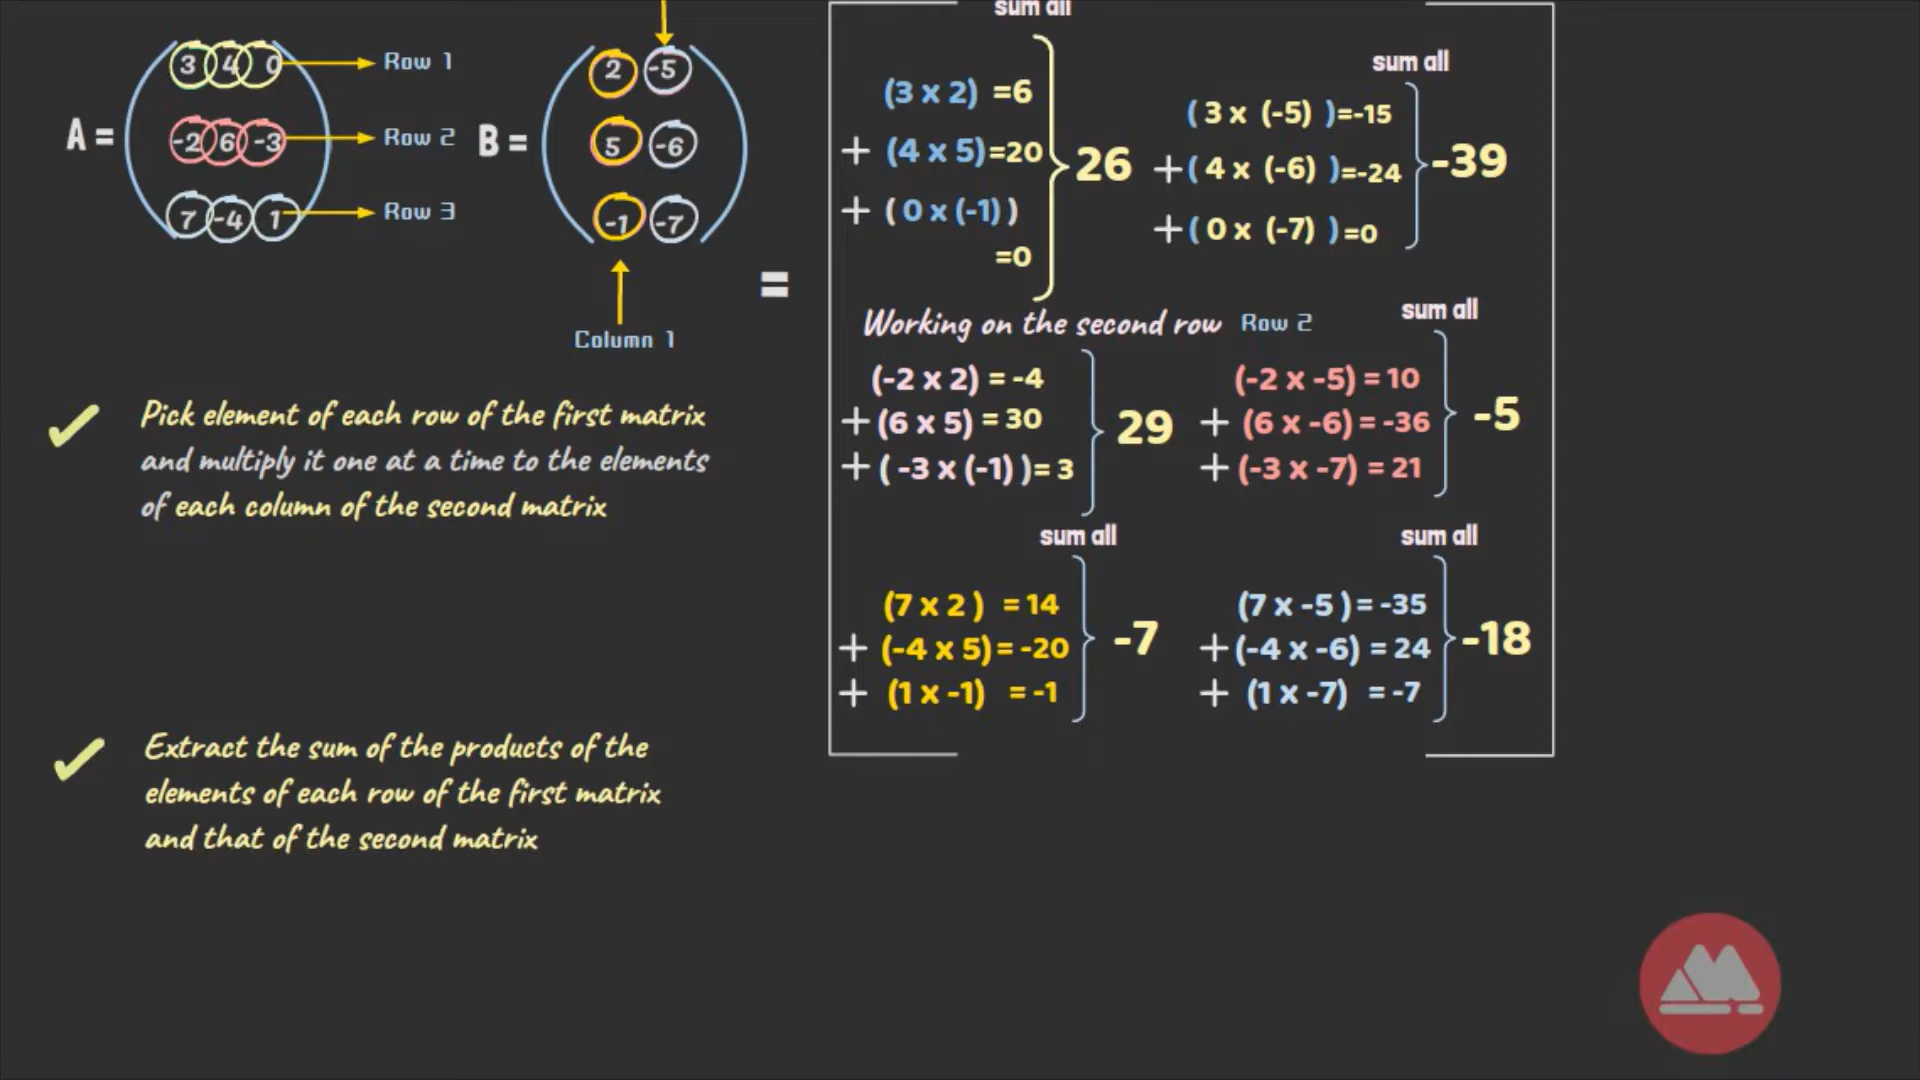 A =
3 4 0
Row 1
-2 6 -3
Row 2
7 -4 1
Row 3
B =
2 -5
5 -6
-1 -7
Column 1
=
sum all
(3 x 2) =6
+ (4 x 5)=20
+ ( 0 x (-1) )
=0
26
sum all
( 3 x (-5) )=-15
+( 4 x (-6) )=-24
+( 0 x (-7) )=0
-39
Working on the second row Row 2
(-2 x 2) = -4
+ (6 x 5) = 30
+ ( -3 x (-1) )= 3
29
sum all
(-2 x -5) = 10
+ (6 x -6) = -36
+ (-3 x -7) = 21
-5
sum all
(7 x 2 ) = 14
+ (-4 x 5)= -20
+ (1 x -1) = -1
-7
sum all
(7 x -5 )= -35
+(-4 x -6) = 24
+ (1 x -7) = -7
-18
✓ Pick element of each row of the first matrix
and multiply it one at a time to the elements
of each column of the second matrix
✓ Extract the sum of the products of the
elements of each row of the first matrix
and that of the second matrix